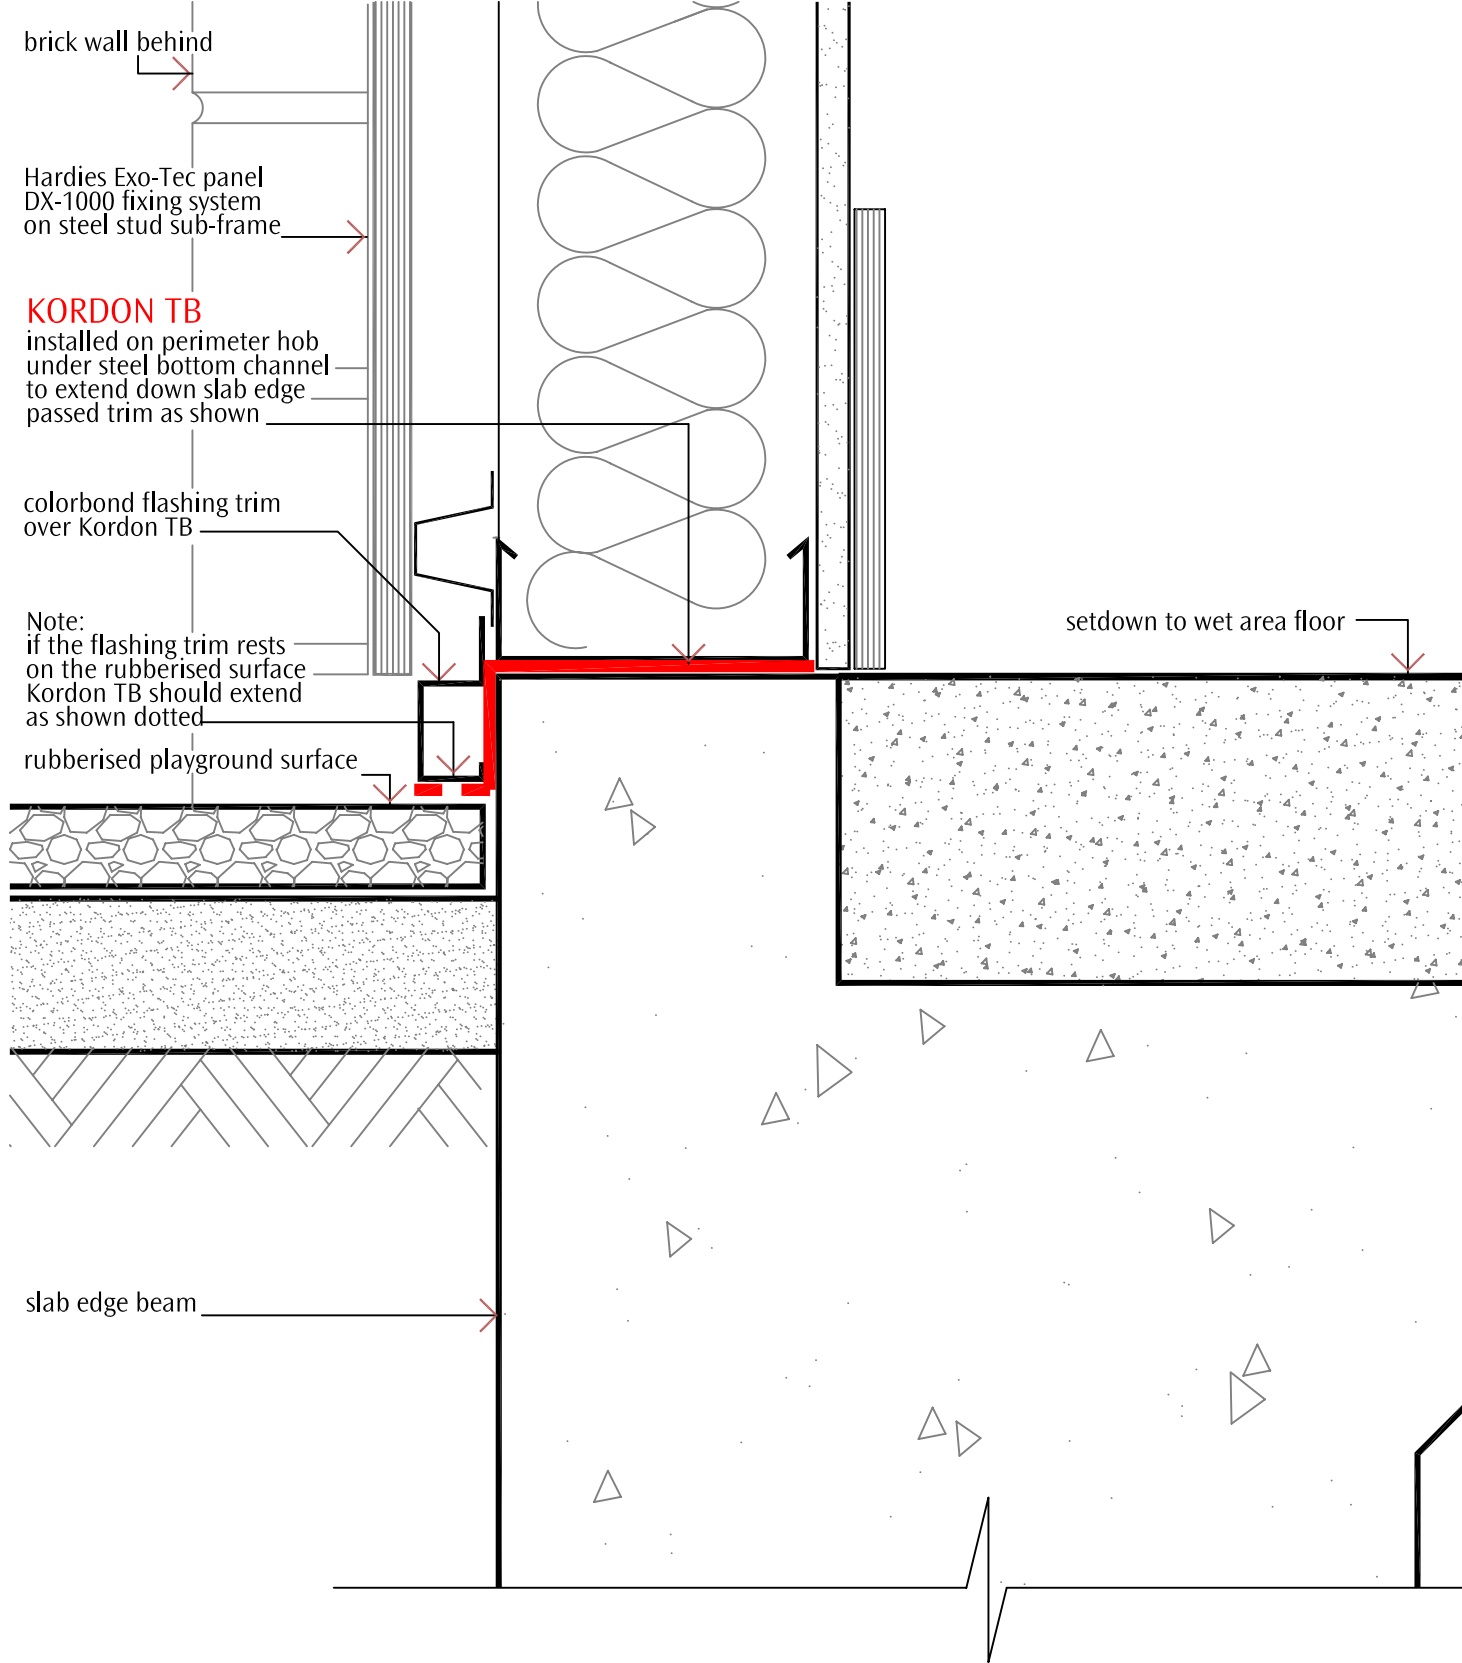 brick wall behind
Hardies Exo-Tec panel
DX-1000 fixing system
on steel stud sub-frame
KORDON TB
installed on perimeter hob
under steel bottom channel
to extend down slab edge
passed trim as shown
colorbond flashing trim
over Kordon TB
Note:
if the flashing trim rests
on the rubberised surface
Kordon TB should extend
as shown dotted
rubberised playground surface
setdown to wet area floor
slab edge beam